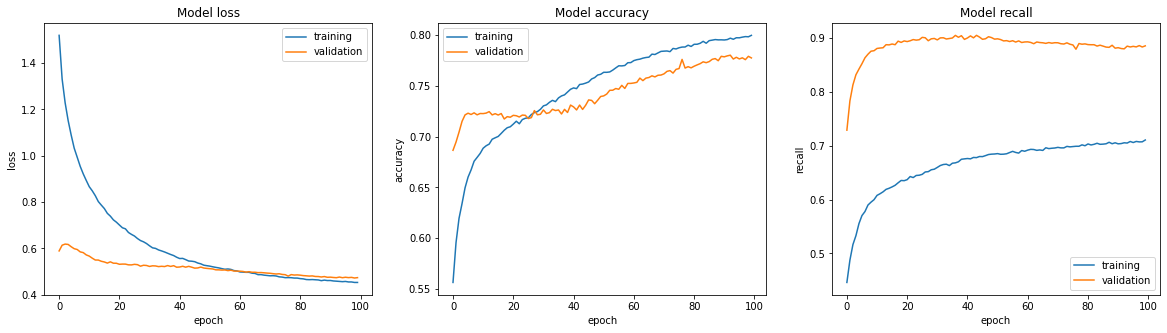 Model loss
training
validation
1.4
1.2
1.0
0.8
0.6
0.4
loss
0 20 40 60 80 100
epoch
Model accuracy
training
validation
0.80
0.75
0.70
0.65
0.60
0.55
accuracy
0 20 40 60 80 100
epoch
Model recall
0.9
0.8
0.7
0.6
0.5
recall
training
validation
0 20 40 60 80 100
epoch